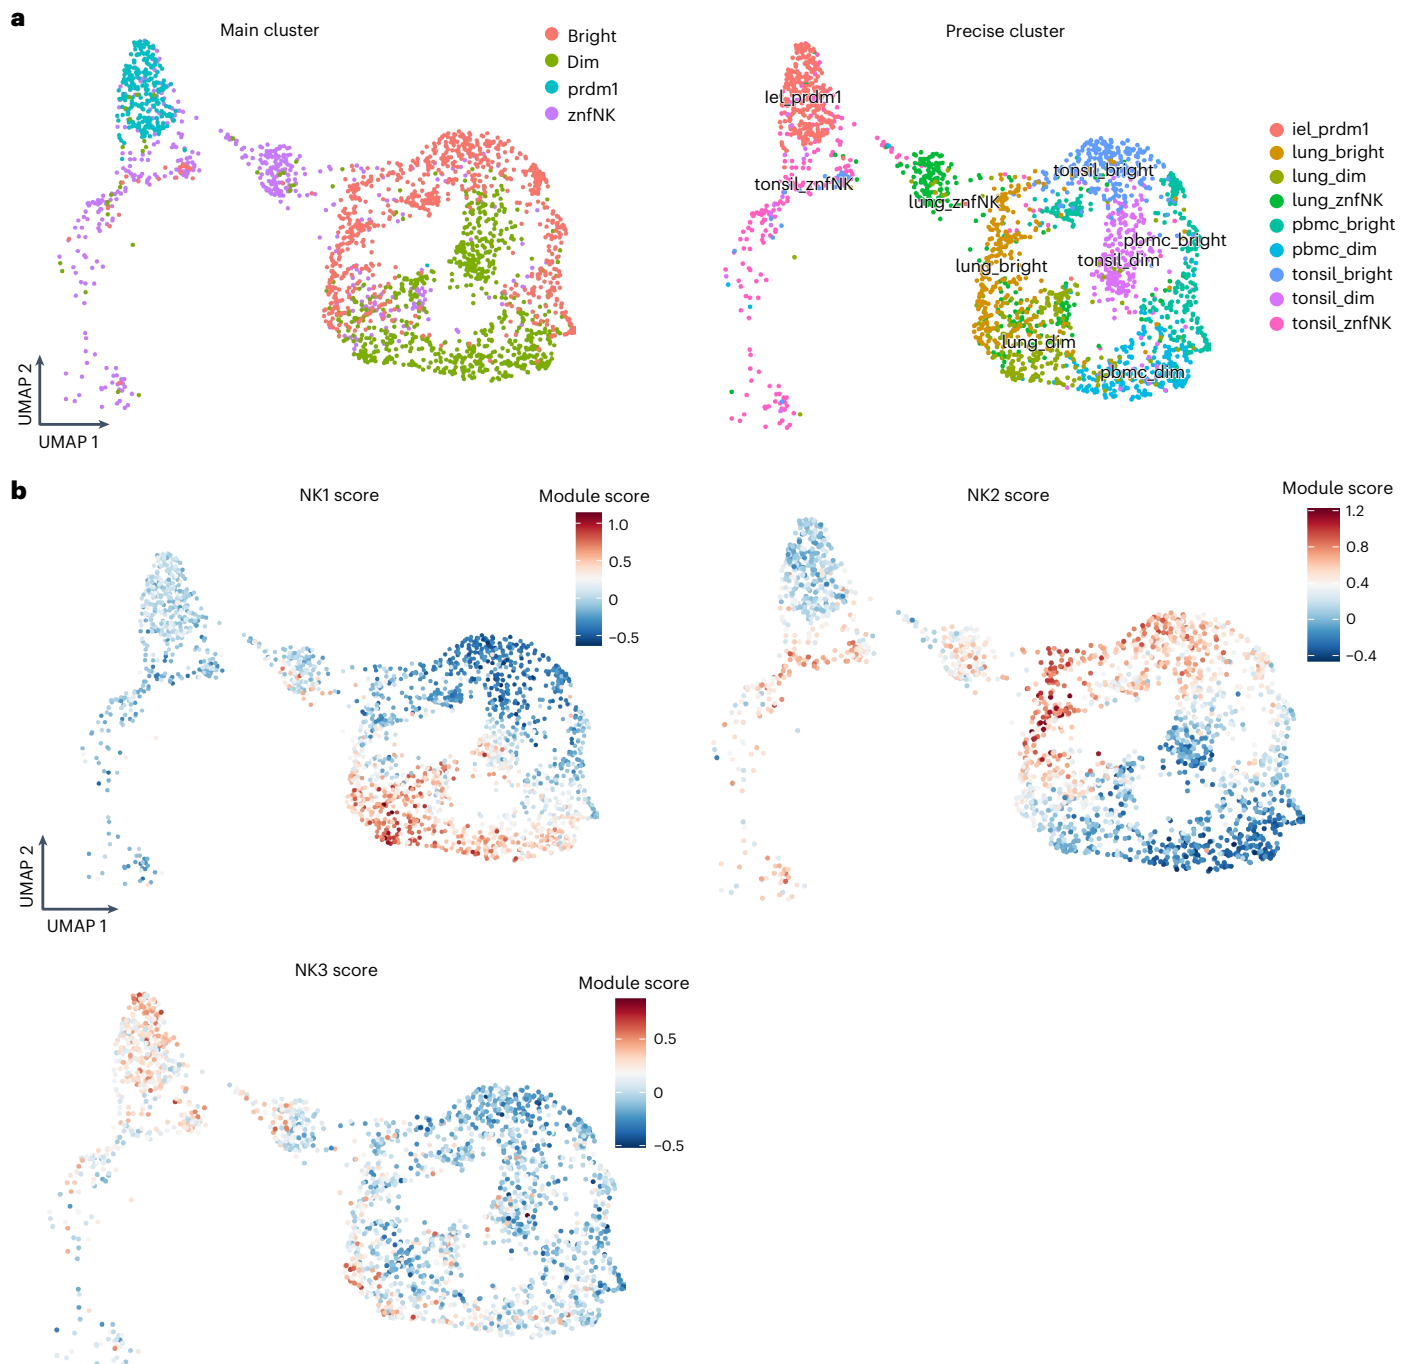 a
Main cluster
Bright
Dim
prdm1
znfNK
UMAP 2
UMAP 1
Precise cluster
Iel_prdm1
tonsil_znfNK
lung_znfNK
tonsil_bright
pbmc_bright
tonsil_dim
lung_bright
lung_dim
pbmc_dim
iel_prdm1
lung_bright
lung_dim
lung_znfNK
pbmc_bright
pbmc_dim
tonsil_bright
tonsil_dim
tonsil_znfNK
b
NK1 score
Module score
1.0
0.5
0
−0.5
UMAP 2
UMAP 1
NK2 score
Module score
1.2
0.8
0.4
0
−0.4
NK3 score
Module score
0.5
0
−0.5